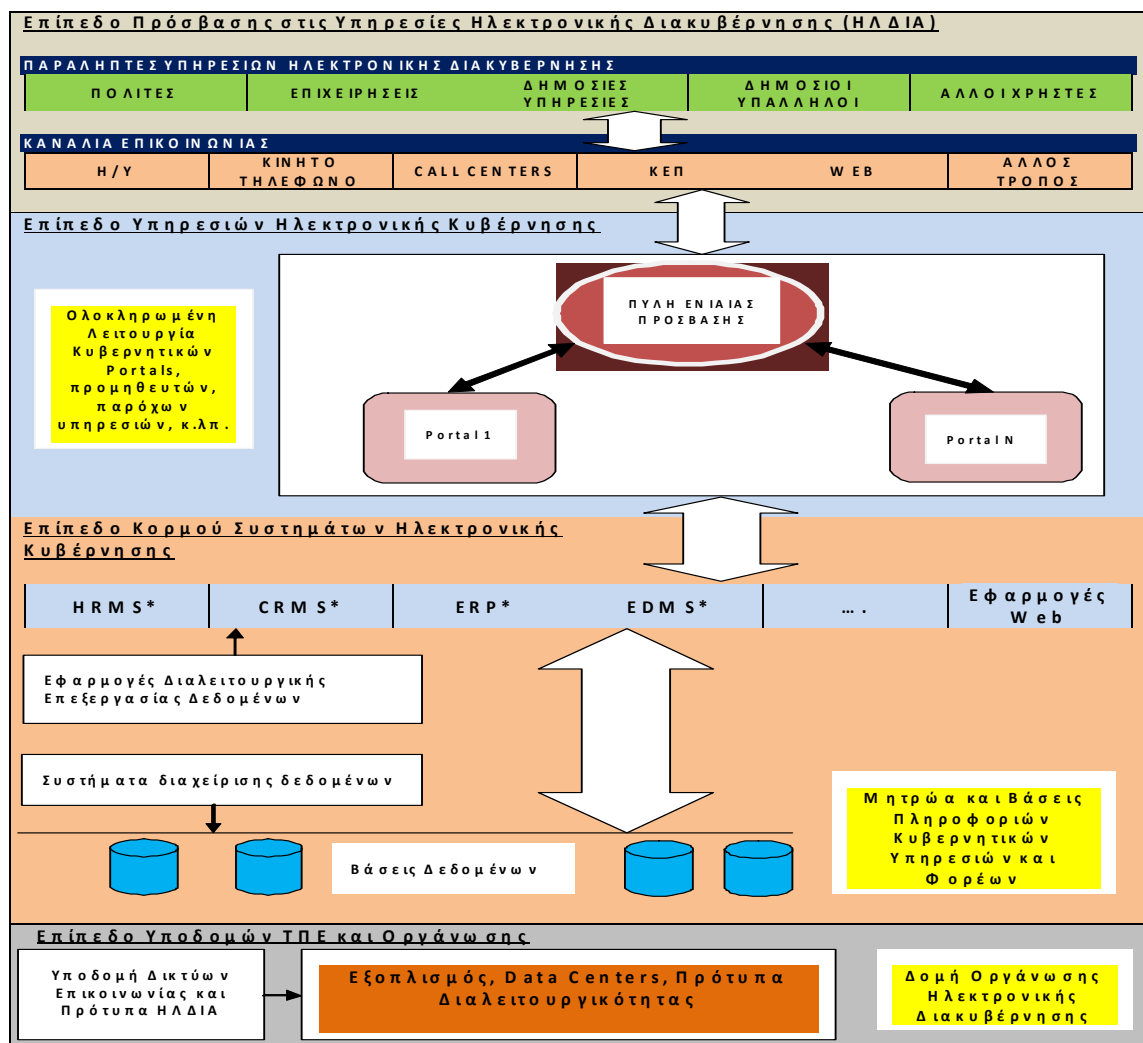 Επίπεδο Πρόσβασης στις Υπηρεσίες Ηλεκτρονικής Διακυβέρνησης (ΗΛΔΙΑ)
ΠΑΡΑΛΗΠΤΕΣ ΥΠΗΡΕΣΙΩΝ ΗΛΕΚΤΡΟΝΙΚΗΣ ΔΙΑΚΥΒΕΡΝΗΣΗΣ
ΠΟΛΙΤΕΣ
ΕΠΙΧΕΙΡΗΣΕΙΣ
ΔΗΜΟΣΙΕΣ
ΥΠΗΡΕΣΙΕΣ
ΔΗΜΟΣΙΟΙ
ΥΠΑΛΛΗΛΟΙ
ΑΛΛΟΙ ΧΡΗΣΤΕΣ
ΚΑΝΑΛΙΑ ΕΠΙΚΟΙΝΩΝΙΑΣ
Η/Υ
ΚΙΝΗΤΟ
ΤΗΛΕΦΩΝΟ
CALL CENTERS
ΚΕΠ
WEB
ΑΛΛΟΣ
ΤΡΟΠΟΣ
Επίπεδο Υπηρεσιών Ηλεκτρονικής Κυβέρνησης
Ολοκληρωμένη
Λειτουργία
Κυβερνητικών
Portals,
προμηθευτών,
παρόχων
υπηρεσιών, κ.λπ.
ΠΥΛΗ ΕΝΙΑΙΑΣ
ΠΡΟΣΒΑΣΗΣ
Portal 1
Portal N
Επίπεδο Κορμού Συστημάτων Ηλεκτρονικής
Κυβέρνησης
HRMS*
CRMS*
ERP*
EDMS*
….
Εφαρμογές
Web
Εφαρμογές Διαλειτουργικής
Επεξεργασίας Δεδομένων
Συστήματα διαχείρισης δεδομένων
Βάσεις Δεδομένων
Μητρώα και Βάσεις
Πληροφοριών
Κυβερνητικών
Υπηρεσιών και
Φορέων
Επίπεδο Υποδομών ΤΠΕ και Οργάνωσης
Υποδομή Δικτύων
Επικοινωνίας και
Πρότυπα ΗΛΔΙΑ
Εξοπλισμός, Data Centers, Πρότυπα
Διαλειτουργικότητας
Δομή Οργάνωσης
Ηλεκτρονικής
Διακυβέρνησης